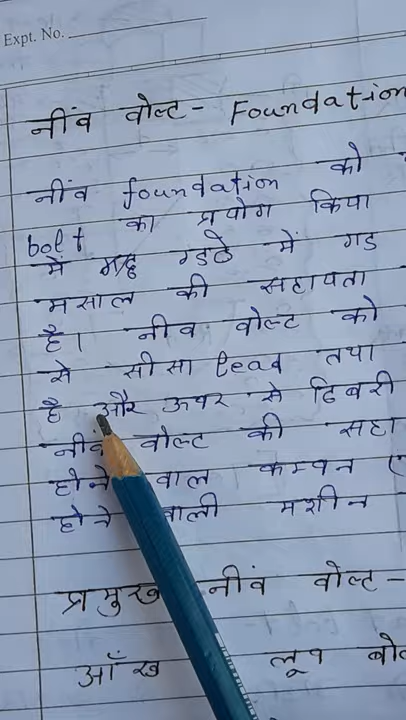 Expt. No.
नींव वोल्ट - Foundation
नींव foundation को
bolt का प्रयोग किया
में गड्ढे में गड
मसाल की सहायता
है। नीव वोल्ट को
से सीसा lead तथा
है और ऊपर से ढिबरी
नीव वोल्ट की सहा
होने वाल कम्पन
होने वाली मशीन
प्रमुख नींव वोल्ट -
आँख लूप बो